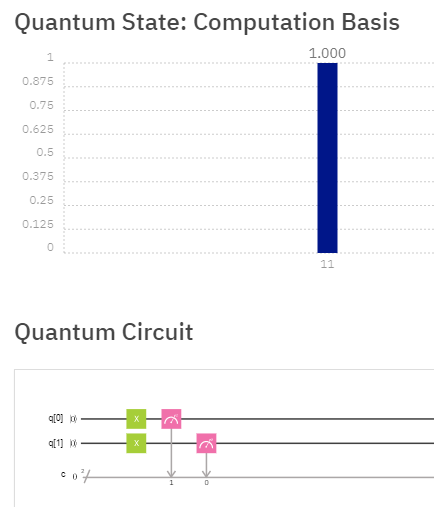 Quantum State: Computation Basis
1.000
1
0.875
0.75
0.625
0.5
0.375
0.25
0.125
0
11
Quantum Circuit
q[0] |0⟩ X
q[1] |0⟩ X
c 0 2
1 0